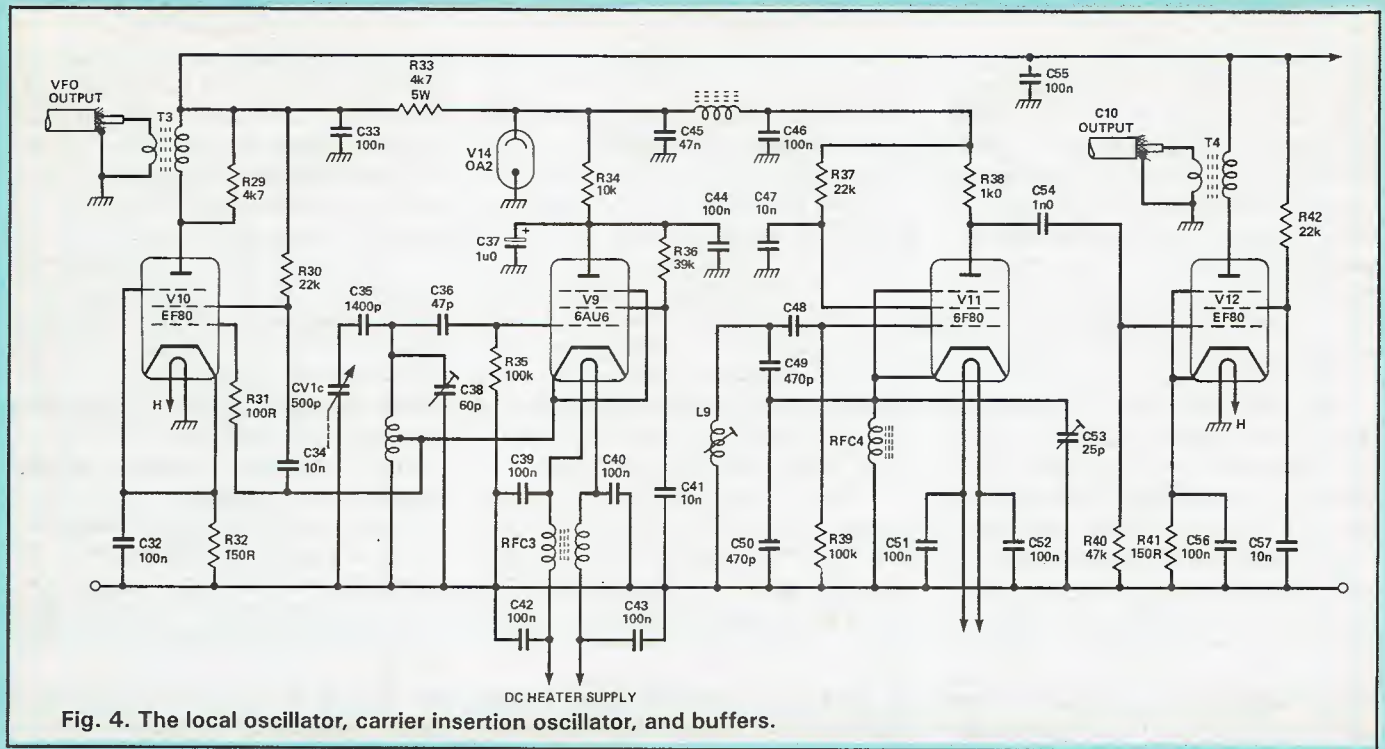 VFO
OUTPUT
T3
R33
4k7
5W
C55
100n
C10
OUTPUT
T4
R29
4k7
C33
100n
V14
OA2
R34
10k
C45
47n
C46
100n
R37
22k
R38
1k0
C54
1n0
R42
22k
R30
22k
C37
1u0
+
C44
100n
C47
10n
R36
39k
V10
EF80
C35
1400p
C36
47p
V9
6AU6
V11
6F80
V12
EF80
C48
R35
100k
C49
470p
CV1c
500p
C38
60p
H
R31
100R
L9
RFC4
C53
25p
H
C34
10n
C39
100n
C40
100n
C41
10n
C32
100n
R32
150R
RFC3
C50
470p
R39
100k
C51
100n
C52
100n
R40
47k
R41
150R
C56
100n
C57
10n
C42
100n
C43
100n
DC HEATER SUPPLY
Fig. 4. The local oscillator, carrier insertion oscillator, and buffers.